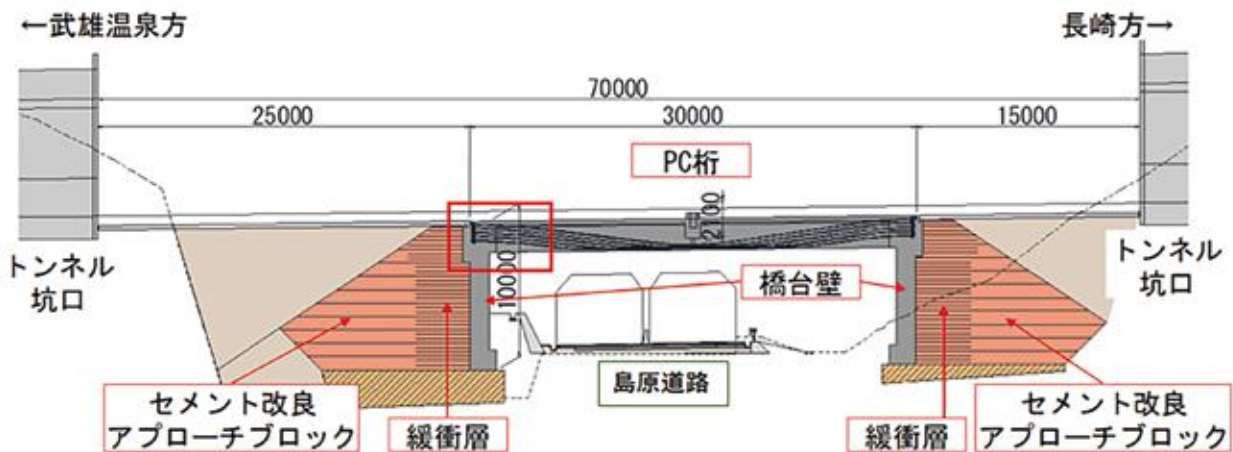 ←武雄温泉方
長崎方→
70000
25000
30000
15000
PC桁
2100
10000
トンネル
坑口
トンネル
坑口
橋台壁
島原道路
セメント改良
アプローチブロック
緩衝層
緩衝層
セメント改良
アプローチブロック